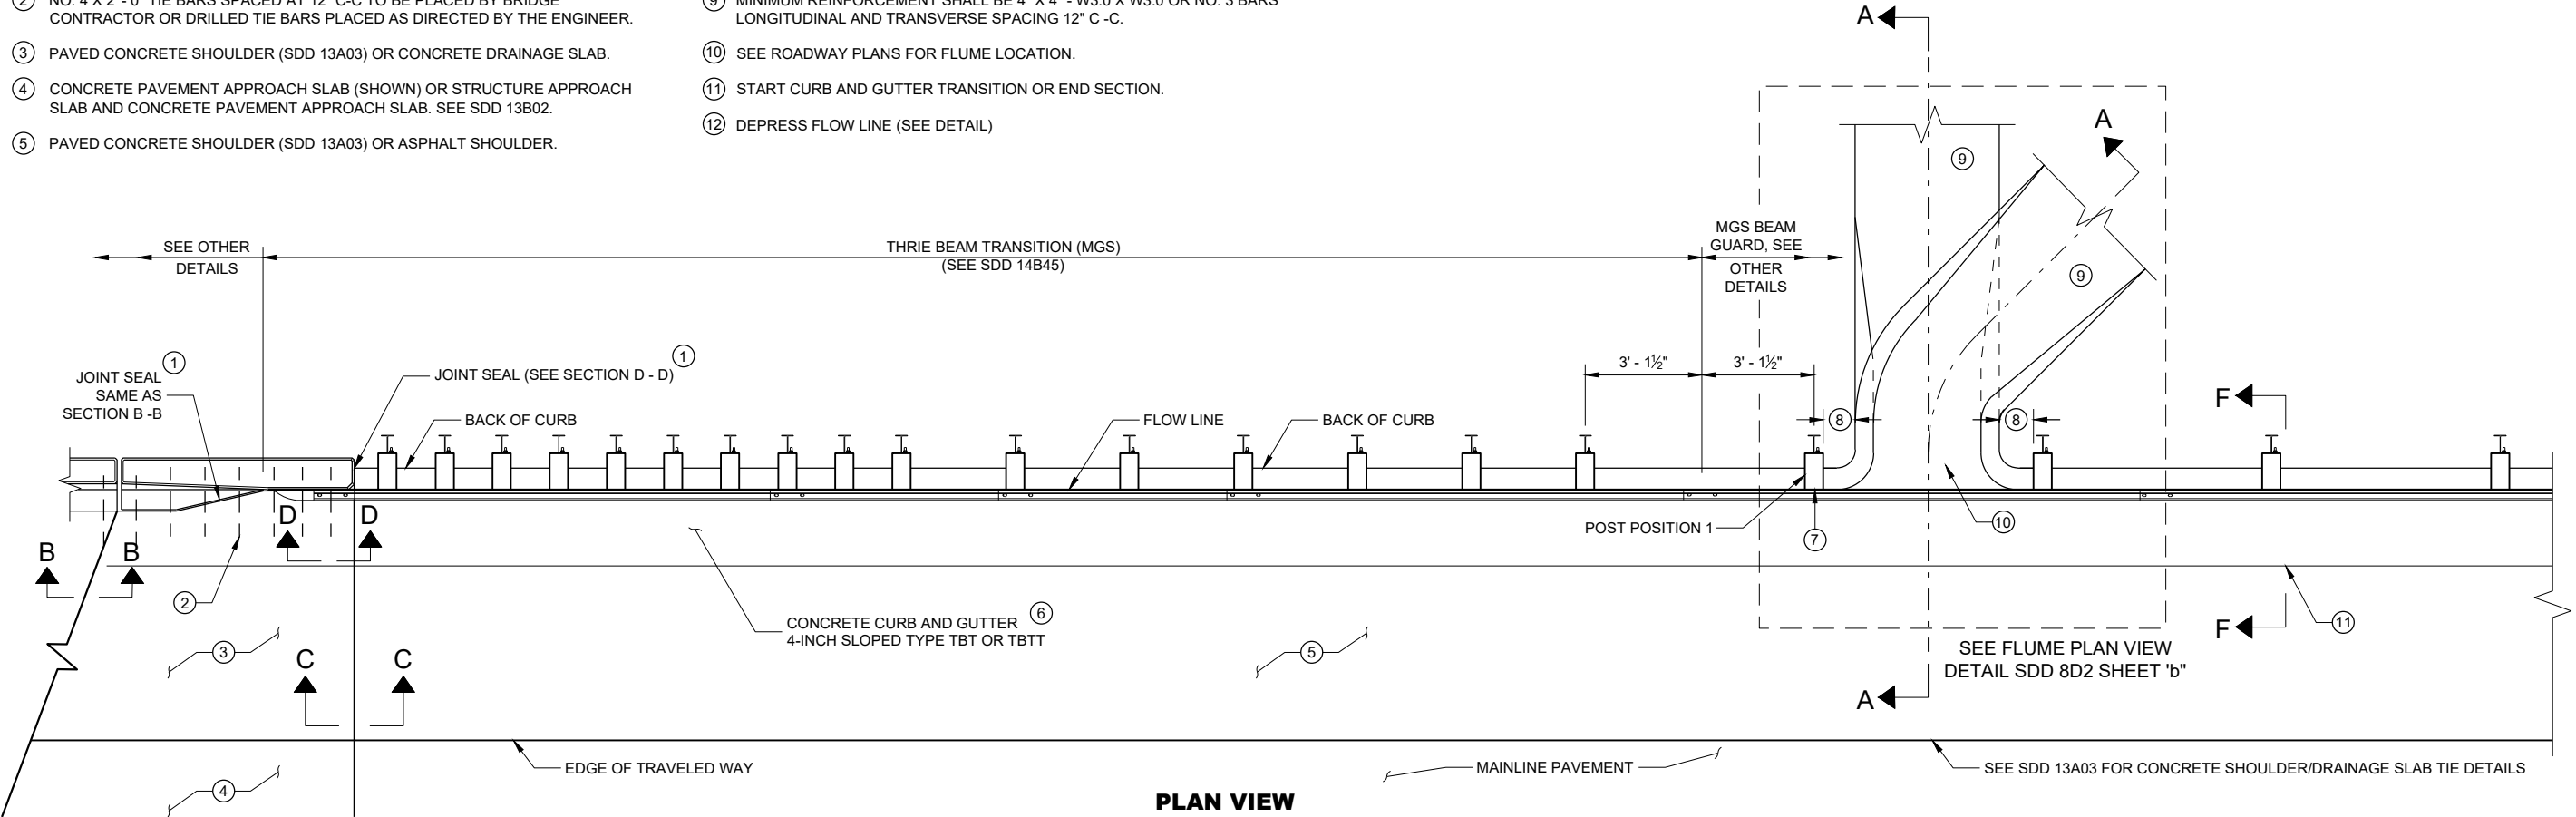 ② NO. 4 X 2' - 0" TIE BARS SPACED AT 12" C-C TO BE PLACED BY BRIDGE
CONTRACTOR OR DRILLED TIE BARS PLACED AS DIRECTED BY THE ENGINEER.
③ PAVED CONCRETE SHOULDER (SDD 13A03) OR CONCRETE DRAINAGE SLAB.
④ CONCRETE PAVEMENT APPROACH SLAB (SHOWN) OR STRUCTURE APPROACH
SLAB AND CONCRETE PAVEMENT APPROACH SLAB. SEE SDD 13B02.
⑤ PAVED CONCRETE SHOULDER (SDD 13A03) OR ASPHALT SHOULDER.
⑨ MINIMUM REINFORCEMENT SHALL BE 4" X 4" - W3.0 X W3.0 OR NO. 3 BARS
LONGITUDINAL AND TRANSVERSE SPACING 12" C -C.
⑩ SEE ROADWAY PLANS FOR FLUME LOCATION.
⑪ START CURB AND GUTTER TRANSITION OR END SECTION.
⑫ DEPRESS FLOW LINE (SEE DETAIL)
A
A
⑨
⑨
SEE OTHER
DETAILS
THRIE BEAM TRANSITION (MGS)
(SEE SDD 14B45)
MGS BEAM
GUARD, SEE
OTHER
DETAILS
①
JOINT SEAL
SAME AS
SECTION B -B
JOINT SEAL (SEE SECTION D - D) ①
3' - 1½"
3' - 1½"
BACK OF CURB
FLOW LINE
BACK OF CURB
⑧
⑧
F
D
D
POST POSITION 1
⑦
⑩
B
B
②
CONCRETE CURB AND GUTTER ⑥
4-INCH SLOPED TYPE TBT OR TBTT
F
⑪
③
⑤
SEE FLUME PLAN VIEW
DETAIL SDD 8D2 SHEET 'b"
C
C
A
EDGE OF TRAVELED WAY
MAINLINE PAVEMENT
SEE SDD 13A03 FOR CONCRETE SHOULDER/DRAINAGE SLAB TIE DETAILS
④
PLAN VIEW